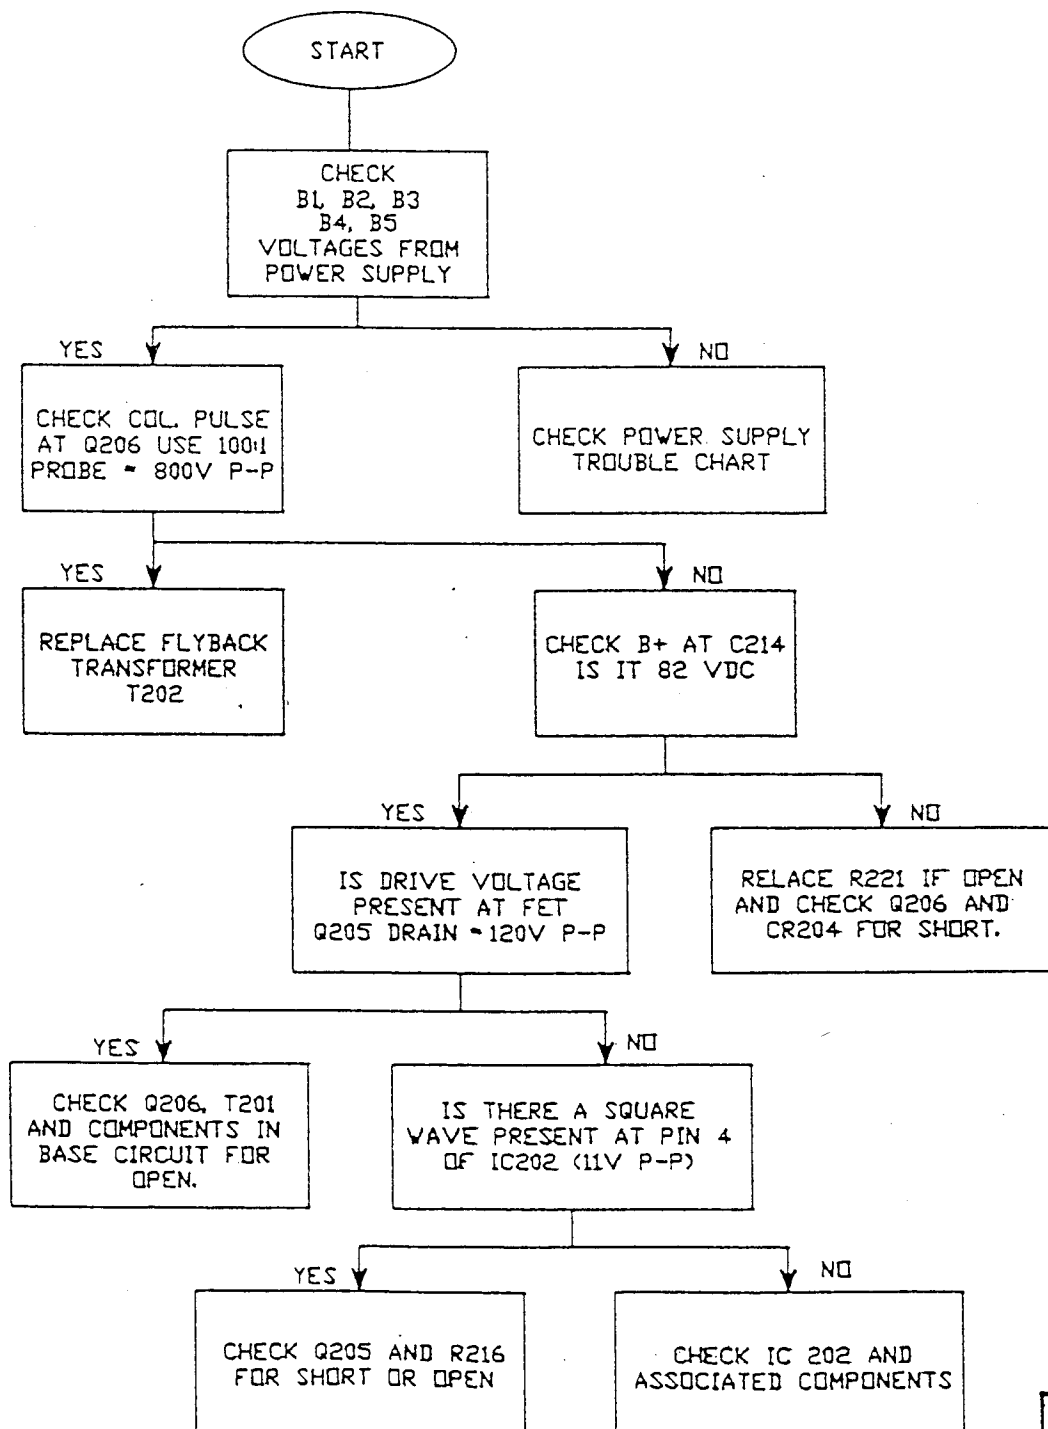 START
CHECK
B1, B2, B3
B4, B5
VOLTAGES FROM
POWER SUPPLY
YES
NO
CHECK COL. PULSE
AT Q206 USE 100:1
PROBE ≈ 800V P-P
CHECK POWER SUPPLY
TROUBLE CHART
YES
NO
REPLACE FLYBACK
TRANSFORMER
T202
CHECK B+ AT C214
IS IT 82 VDC
YES
NO
IS DRIVE VOLTAGE
PRESENT AT FET
Q205 DRAIN ≈ 120V P-P
RELACE R221 IF OPEN
AND CHECK Q206 AND
CR204 FOR SHORT.
YES
NO
CHECK Q206, T201
AND COMPONENTS IN
BASE CIRCUIT FOR
OPEN.
IS THERE A SQUARE
WAVE PRESENT AT PIN 4
OF IC202 (11V P-P)
YES
NO
CHECK Q205 AND R216
FOR SHORT OR OPEN
CHECK IC 202 AND
ASSOCIATED COMPONENTS